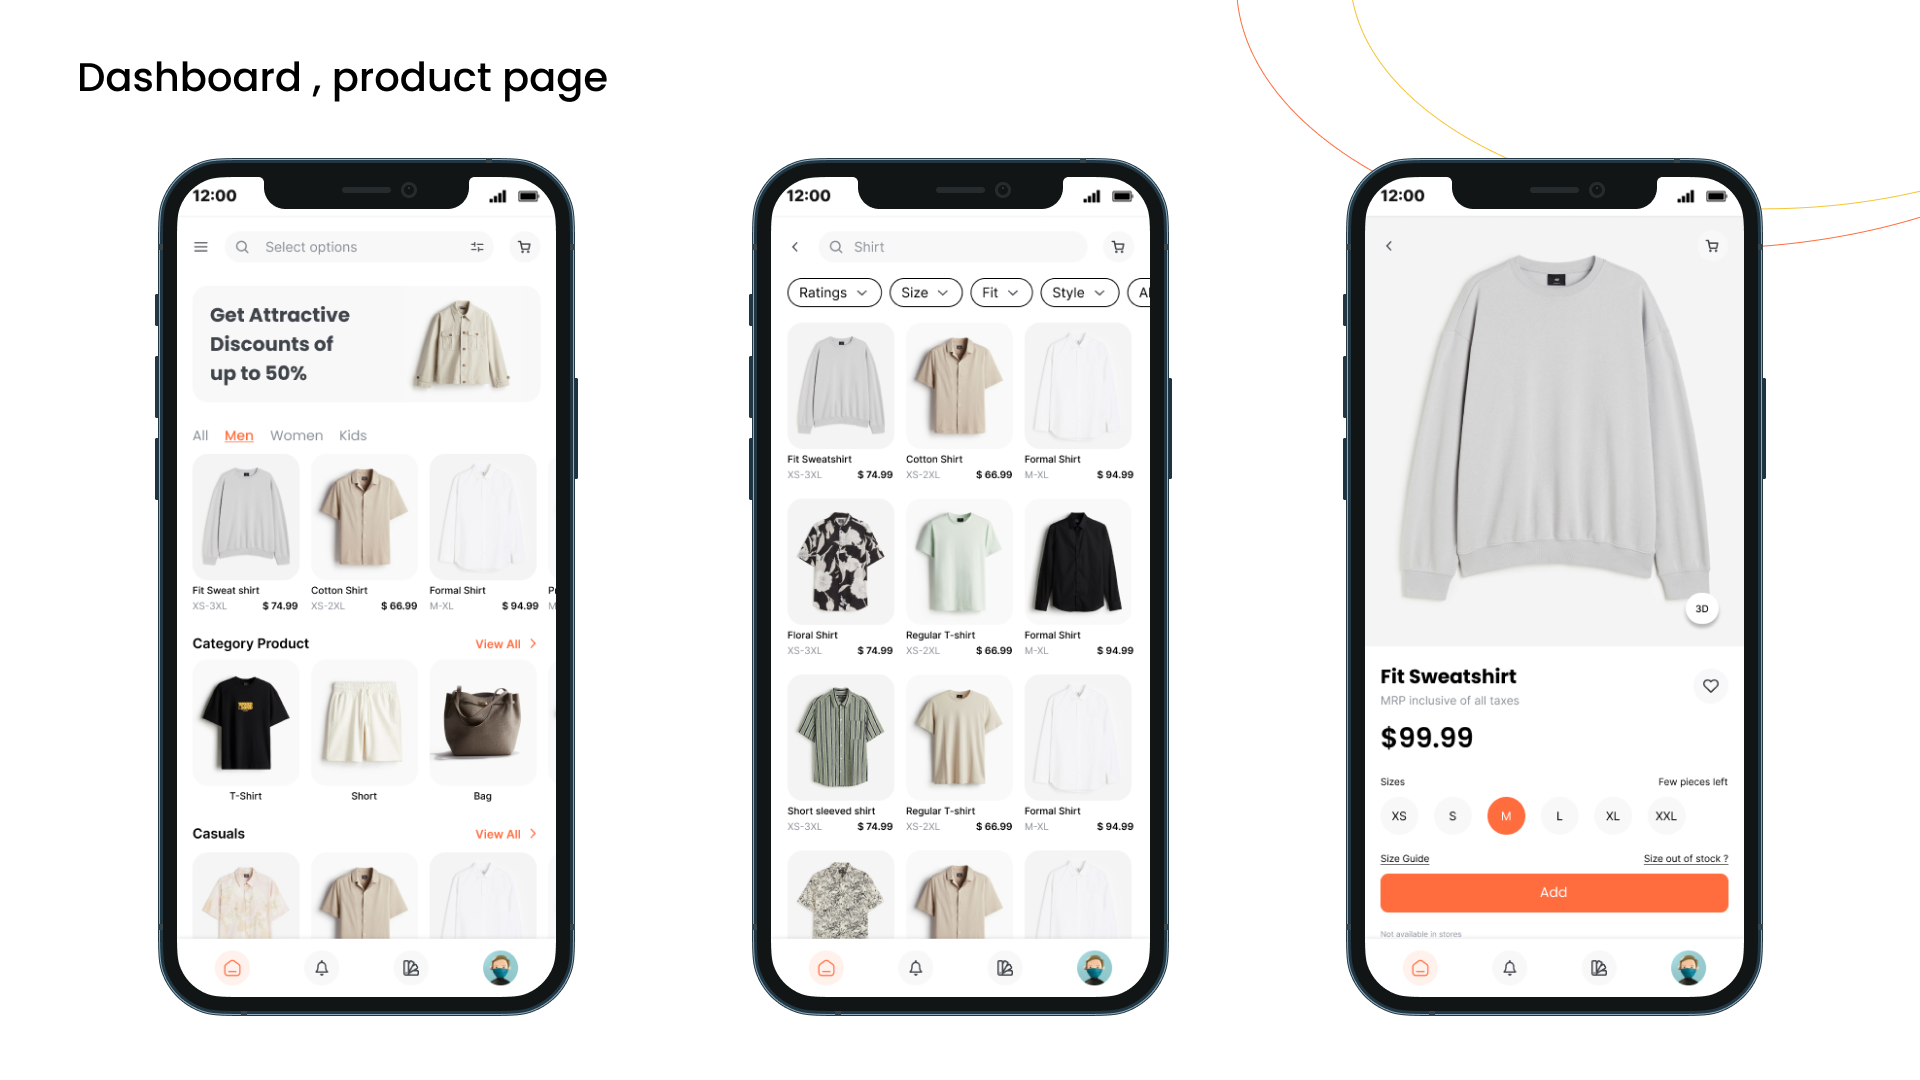 Dashboard , product page
12:00
Select options
Get Attractive
Discounts of
up to 50%
All Men Women Kids
Fit Sweat shirt
XS-3XL $ 74.99
Cotton Shirt
XS-2XL $ 66.99
Formal Shirt
M-XL $ 94.99
Category Product View All
T-Shirt Short Bag
Casuals View All
12:00
Shirt
Ratings Size Fit Style
Fit Sweatshirt
XS-3XL $ 74.99
Cotton Shirt
XS-2XL $ 66.99
Formal Shirt
M-XL $ 94.99
Floral Shirt
XS-3XL $ 74.99
Regular T-shirt
XS-2XL $ 66.99
Formal Shirt
M-XL $ 94.99
Short sleeved shirt
XS-3XL $ 74.99
Regular T-shirt
XS-2XL $ 66.99
Formal Shirt
M-XL $ 94.99
12:00
3D
Fit Sweatshirt
MRP inclusive of all taxes
$99.99
Sizes Few pieces left
XS S M L XL XXL
Size Guide Size out of stock ?
Add
Not available in stores